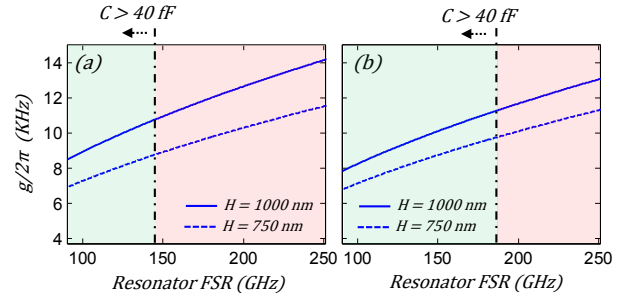 C > 40 fF C > 40 fF
(a) (b)
g/2π (KHz)
14
12
10
8
6
4
H = 1000 nm H = 1000 nm
H = 750 nm H = 750 nm
100 150 200 250 100 150 200 250
Resonator FSR (GHz) Resonator FSR (GHz)